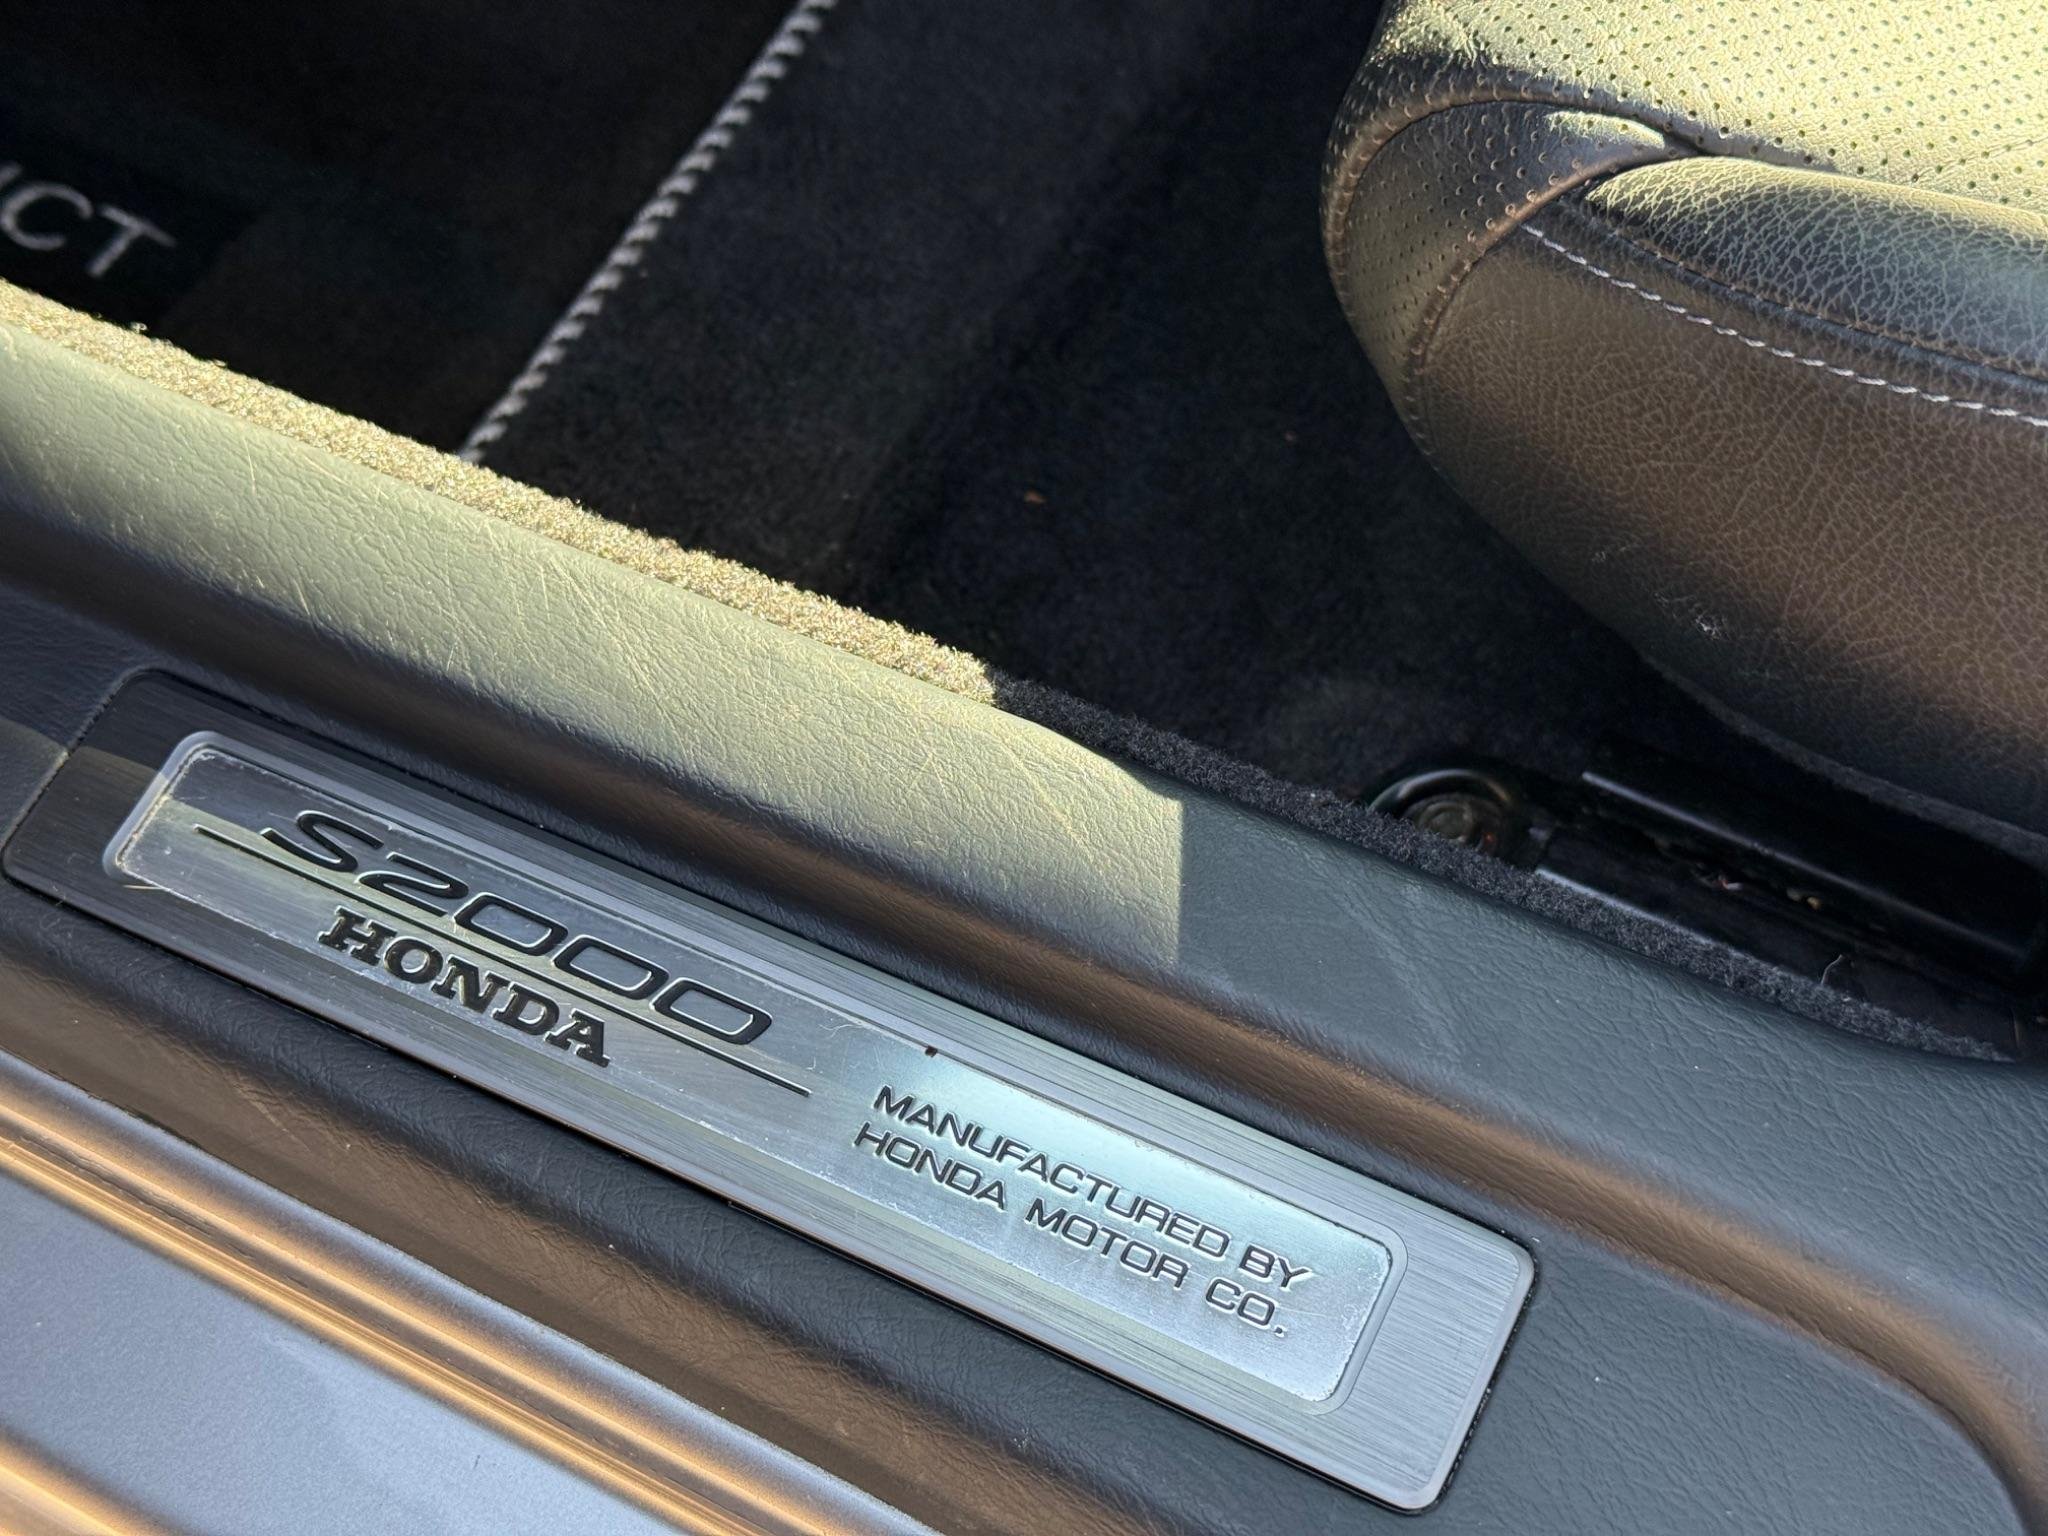 S2000
HONDA
MANUFACTURED BY
HONDA MOTOR CO.